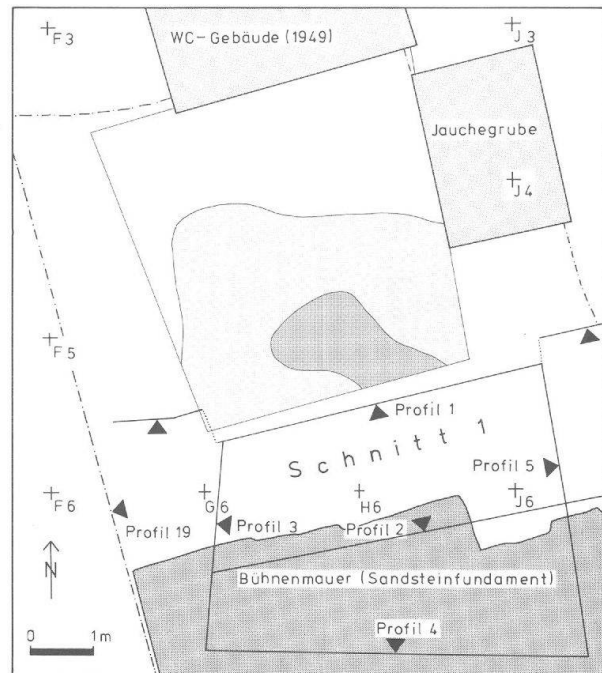 F3
WC-Gebäude (1949)
J3
Jauchegrube
J4
F5
Profil 1
Schnitt 1
Profil 5
F6
G6
H6
J6
Profil 19
Profil 3
Profil 2
N
Bühnenmauer (Sandsteinfundament)
Profil 4
0 1m